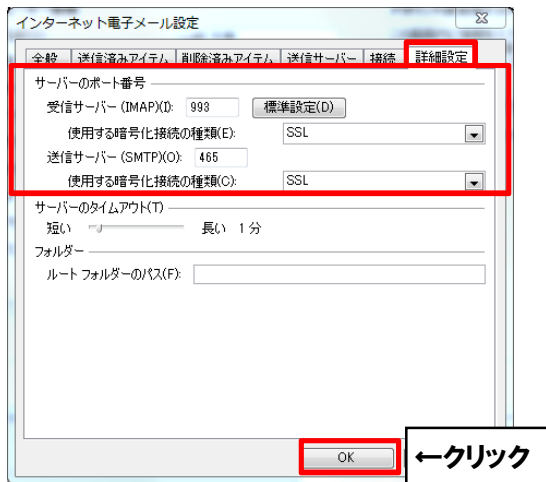 インターネット電子メール設定
全般 送信済みアイテム 削除済みアイテム 送信サーバー 接続 詳細設定
サーバーのポート番号
受信サーバー (IMAP)(I): 993 標準設定(D)
使用する暗号化接続の種類(E): SSL
送信サーバー (SMTP)(O): 465
使用する暗号化接続の種類(C): SSL
サーバーのタイムアウト(T)
短い 長い 1 分
フォルダー
ルート フォルダーのパス(F):
OK ←クリック